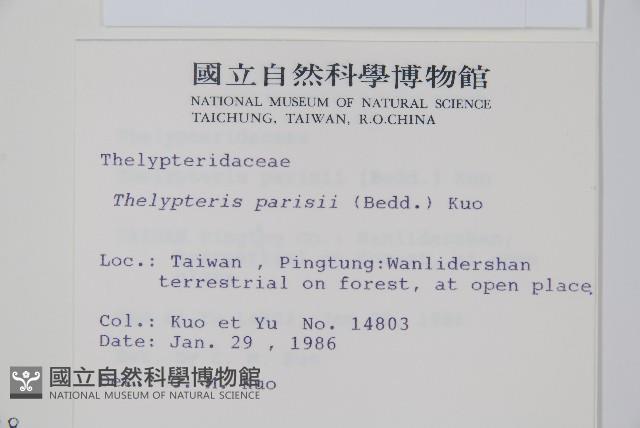 國立自然科學博物館
NATIONAL MUSEUM OF NATURAL SCIENCE
TAICHUNG, TAIWAN, R.O.CHINA
Thelypteridaceae
Thelypteris parisii (Bedd.) Kuo
Loc.: Taiwan , Pingtung:Wanlidershan
terrestrial on forest, at open place.
Col.: Kuo et Yu No. 14803
Date: Jan. 29 , 1986
Kuo
國立自然科學博物館
NATIONAL MUSEUM OF NATURAL SCIENCE